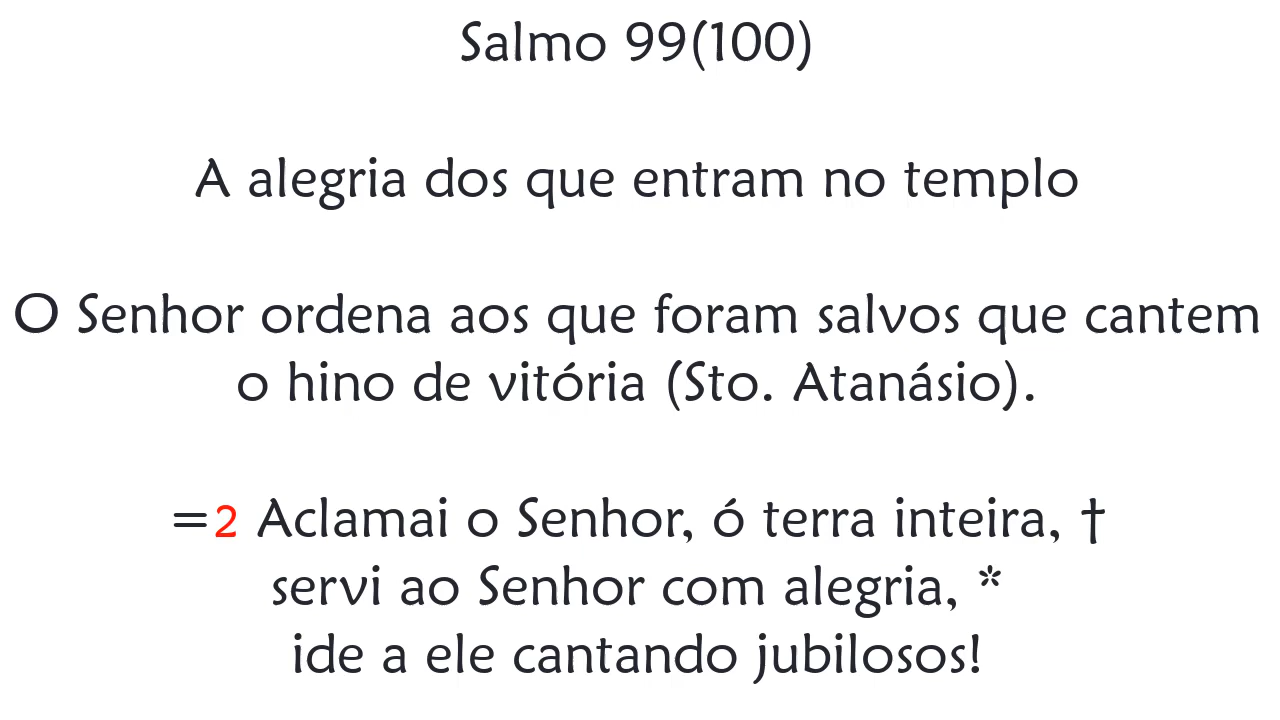 Salmo 99(100)
A alegria dos que entram no templo
O Senhor ordena aos que foram salvos que cantem
o hino de vitória (Sto. Atanásio).
=2 Aclamai o Senhor, ó terra inteira, †
servi ao Senhor com alegria, *
ide a ele cantando jubilosos!